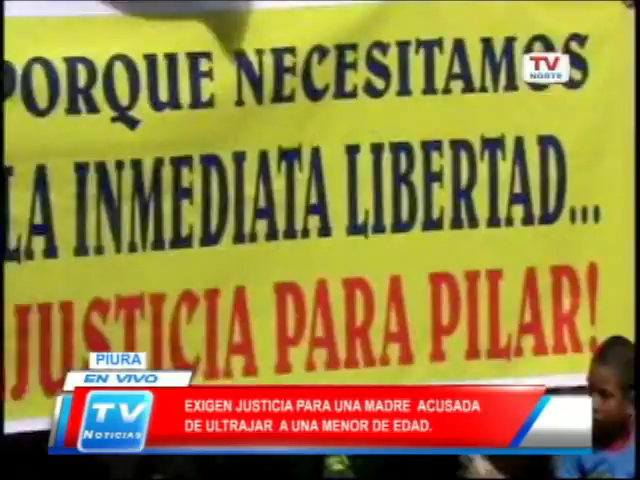 PORQUE NECESITAMOS
LA INMEDIATA LIBERTAD...
JUSTICIA PARA PILAR!
TV
NORTE
PIURA
EN VIVO
TV
NOTICIAS
EXIGEN JUSTICIA PARA UNA MADRE ACUSADA
DE ULTRAJAR A UNA MENOR DE EDAD.